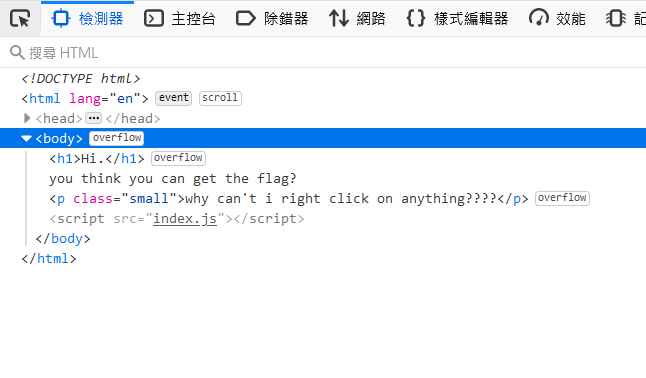 檢測器 主控台 除錯器 網路 樣式編輯器 效能
搜尋 HTML
<!DOCTYPE html>
<html lang="en"> event scroll
<head>•••</head>
<body> overflow
<h1>Hi.</h1> overflow
you think you can get the flag?
<p class="small">why can't i right click on anything????</p> overflow
<script src="index.js"></script>
</body>
</html>